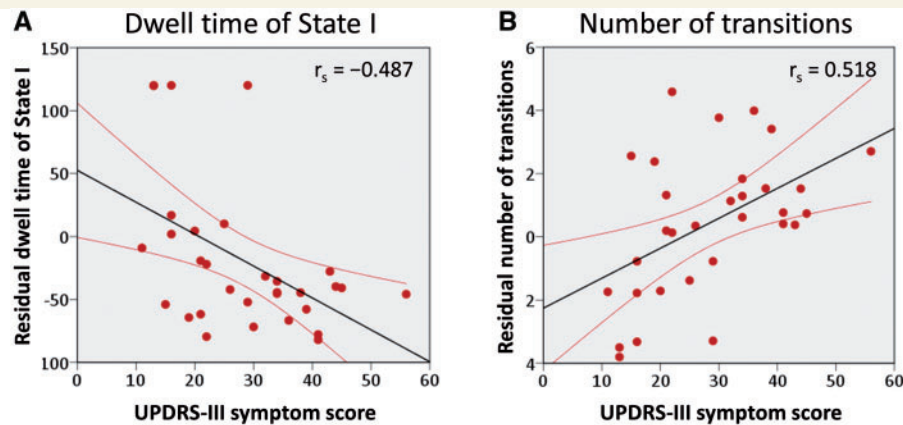 A Dwell time of State I
rₛ = −0.487
Residual dwell time of State I
150
100
50
0
-50
100
0 10 20 30 40 50 60
UPDRS-III symptom score
B Number of transitions
rₛ = 0.518
Residual number of transitions
6
4
2
0
2
4
0 10 20 30 40 50 60
UPDRS-III symptom score